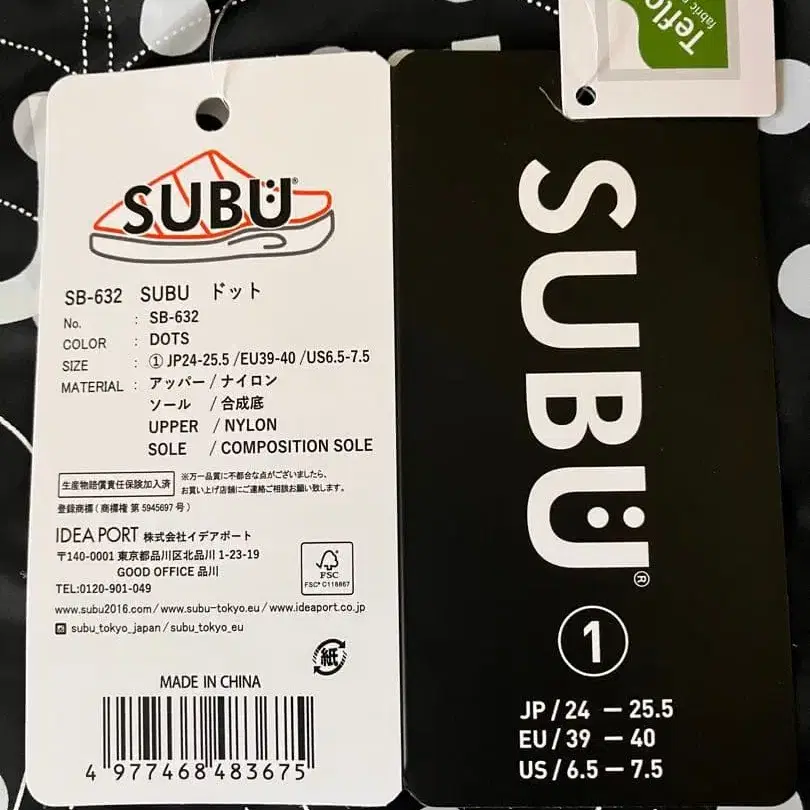 SUBU®
SB-632 SUBU ドット
No. : SB-632
COLOR : DOTS
SIZE : ① JP24-25.5 /EU39-40 /US6.5-7.5
MATERIAL : アッパー / ナイロン
ソール / 合成底
UPPER / NYLON
SOLE / COMPOSITION SOLE
生産物賠償責任保険加入済
※万一品質に不都合な点がございましたら、
お買い上げ店舗にご連絡ご相談お願い致します。
登録商標 ( 商標権 第 5945697 号 )
IDEA PORT 株式会社イデアポート
〒140-0001 東京都品川区北品川 1-23-19
GOOD OFFICE 品川
TEL:0120-901-049
FSC
FSC® C118867
www.subu2016.com / www.subu-tokyo.eu / www.ideaport.co.jp
subu_tokyo_japan / subu_tokyo_eu
紙
MADE IN CHINA
4 977468 483675
Teflo
fabric
SUBU®
1
JP / 24 — 25.5
EU / 39 — 40
US / 6.5 — 7.5